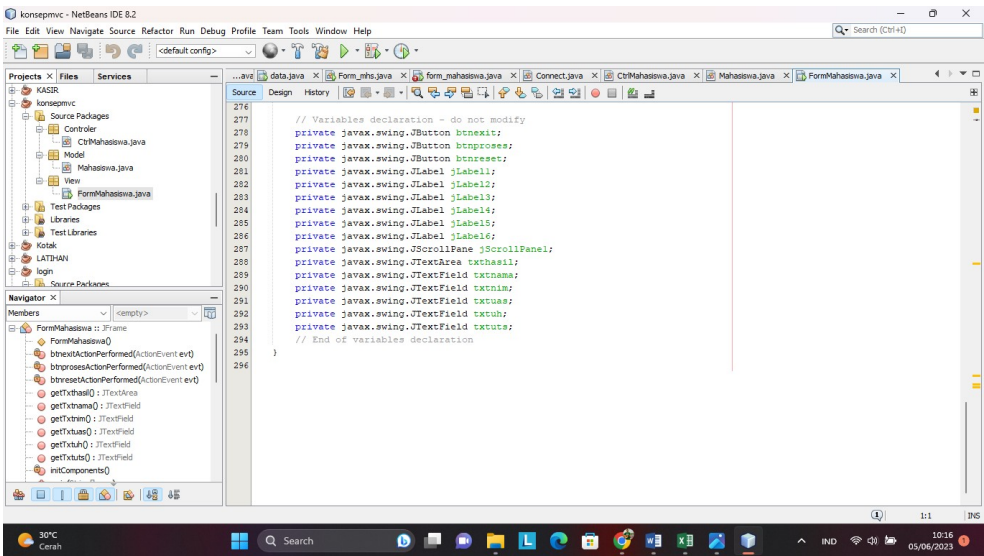 konsepmvc - NetBeans IDE 8.2
File Edit View Navigate Source Refactor Run Debug Profile Team Tools Window Help
Search (Ctrl+I)
<default config>
Projects Files Services
...ava data.java Form_mhs.java form_mahasiswa.java Connect.java CtrlMahasiswa.java Mahasiswa.java FormMahasiswa.java
Source Design History
KASIR
konsepmvc
Source Packages
Controler
CtrlMahasiswa.java
Model
Mahasiswa.java
View
FormMahasiswa.java
Test Packages
Libraries
Test Libraries
Kotak
LATIHAN
login
Source Packages
276
277 // Variables declaration - do not modify
278 private javax.swing.JButton btnexit;
279 private javax.swing.JButton btnproses;
280 private javax.swing.JButton btnreset;
281 private javax.swing.JLabel jLabel1;
282 private javax.swing.JLabel jLabel2;
283 private javax.swing.JLabel jLabel3;
284 private javax.swing.JLabel jLabel4;
285 private javax.swing.JLabel jLabel5;
286 private javax.swing.JLabel jLabel6;
287 private javax.swing.JScrollPane jScrollPane1;
288 private javax.swing.JTextArea txthasil;
289 private javax.swing.JTextField txtnama;
290 private javax.swing.JTextField txtnim;
291 private javax.swing.JTextField txtuas;
292 private javax.swing.JTextField txtuh;
293 private javax.swing.JTextField txtuts;
294 // End of variables declaration
295 }
296
Navigator
Members <empty>
FormMahasiswa :: JFrame
FormMahasiswa()
btnexitActionPerformed(ActionEvent evt)
btnprosesActionPerformed(ActionEvent evt)
btnresetActionPerformed(ActionEvent evt)
getTxthasil() : JTextArea
getTxtnama() : JTextField
getTxtnim() : JTextField
getTxtuas() : JTextField
getTxtuh() : JTextField
getTxtuts() : JTextField
initComponents()
1:1 INS
30°C
Cerah
Search
IND
10:16
05/06/2023